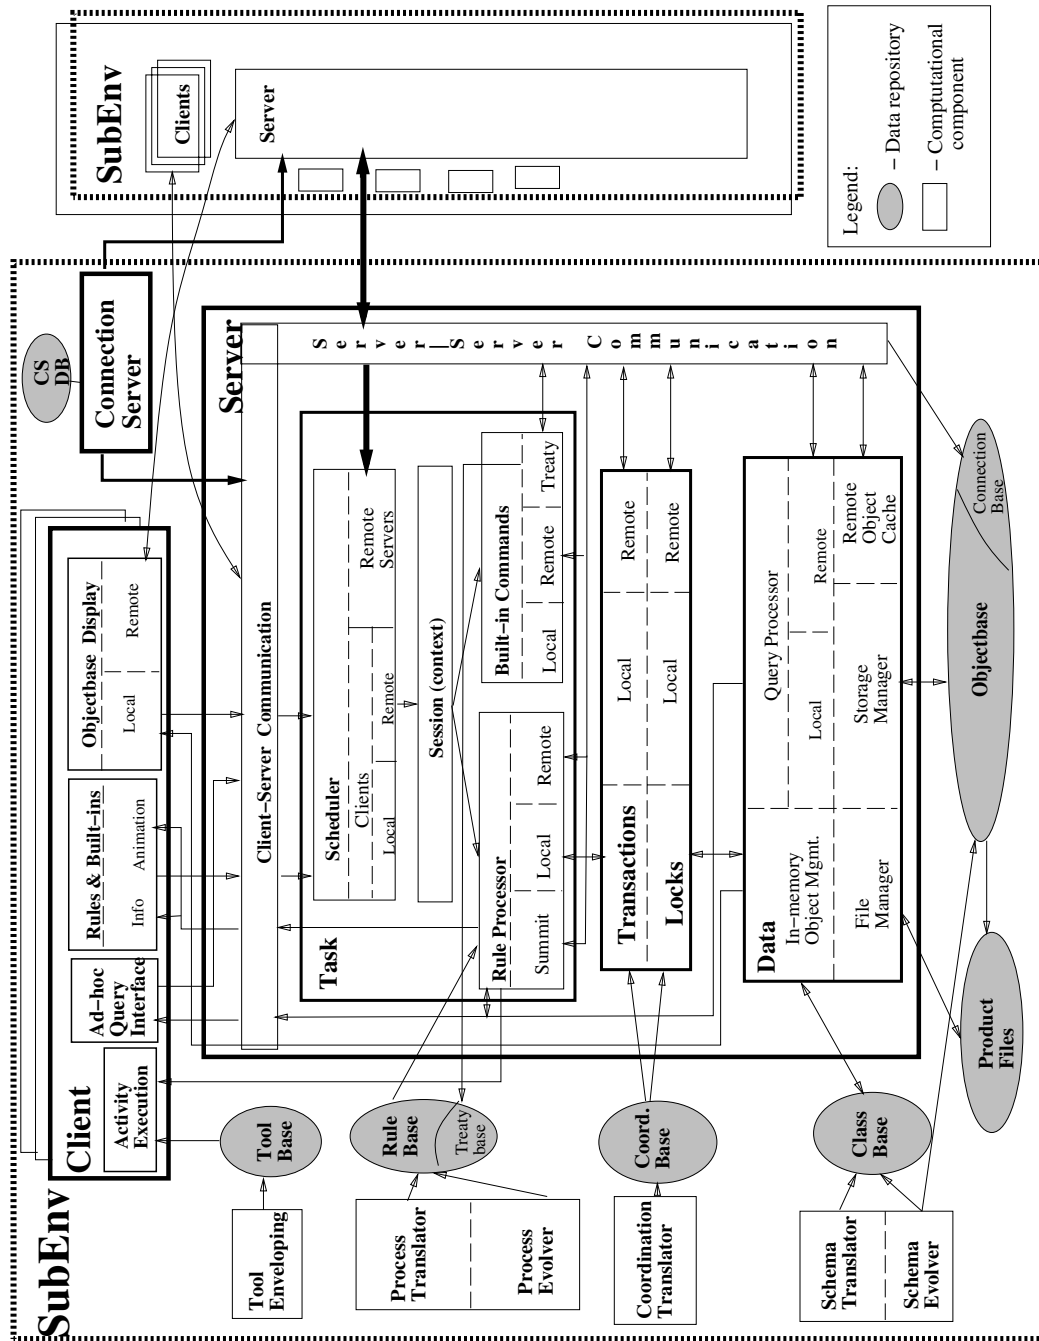 SubEnv
Client
Activity
Execution
Ad-hoc
Query
Interface
Rules & Built-ins
Info
Animation
Objectbase Display
Local
Remote
Connection
Server
CS
DB
SubEnv
Clients
Server
Legend:
– Data repository
– Comptutational
component
Server
Client–Server Communication
Server|Server Communication
Task
Scheduler
Clients
Local
Remote
Remote
Servers
Session (context)
Rule Processor
Summit
Local
Remote
Built-in Commands
Local
Remote
Treaty
Transactions
Local
Remote
Locks
Local
Remote
Data
In-memory
Object Mgmt.
Query Processor
Local
Remote
File
Manager
Storage
Manager
Remote
Object
Cache
Tool
Base
Rule
Base
Treaty
base
Coord.
Base
Class
Base
Product
Files
Objectbase
Connection
Base
Tool
Enveloping
Process
Translator
Process
Evolver
Coordination
Translator
Schema
Translator
Schema
Evolver